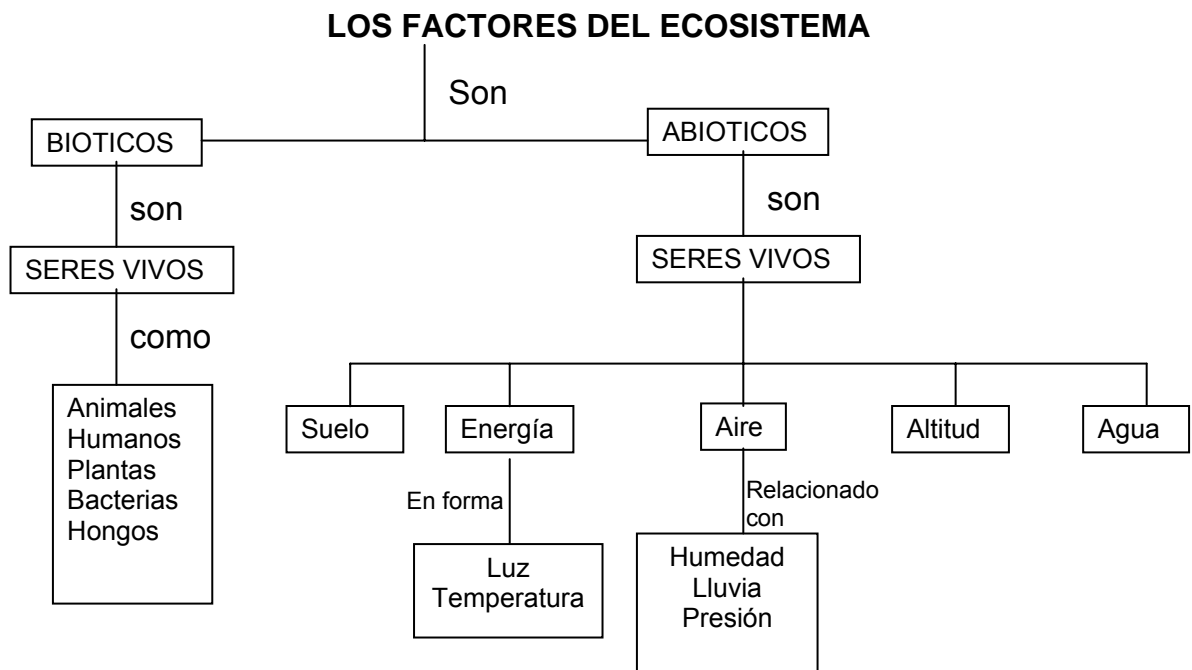 LOS FACTORES DEL ECOSISTEMA
Son
BIOTICOS
ABIOTICOS
son
son
SERES VIVOS
SERES VIVOS
como
Animales
Humanos
Plantas
Bacterias
Hongos
Suelo
Energía
Aire
Altitud
Agua
En forma
Relacionado
con
Luz
Temperatura
Humedad
Lluvia
Presión